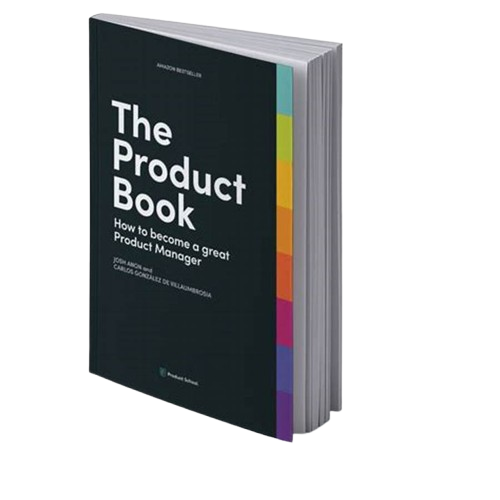 AMAZON BESTSELLER
The
Product
Book
How to become a great
Product Manager
JOSH ANON and
CARLOS GONZÁLEZ DE VILLAUMBROSIA
Product School